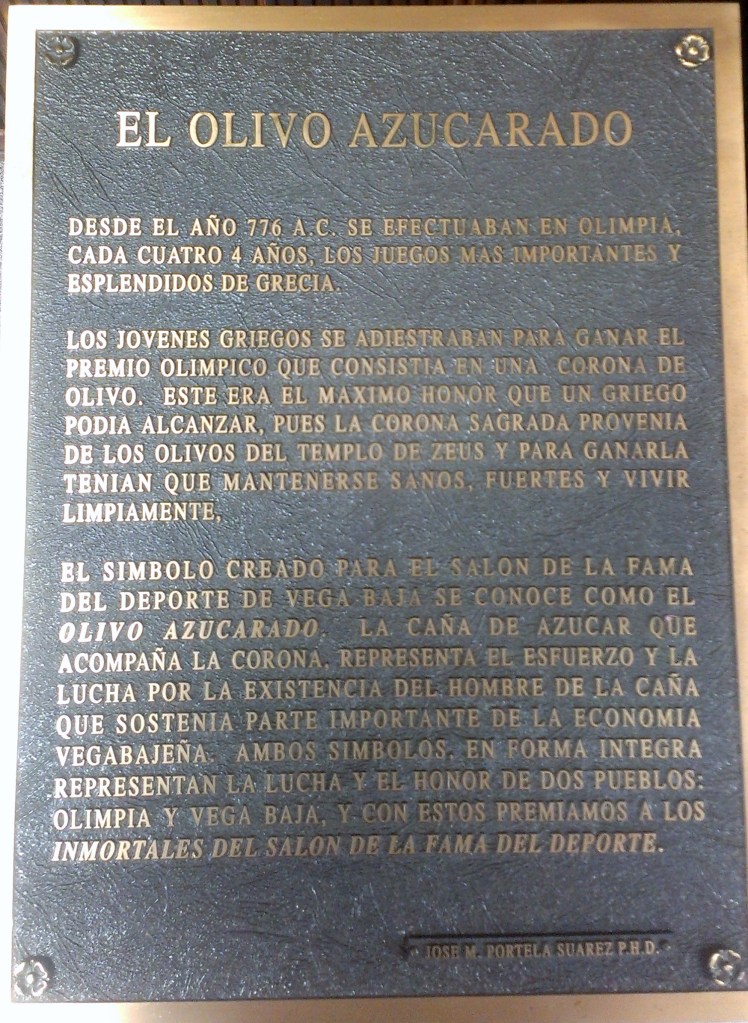 EL OLIVO AZUCARADO
DESDE EL AÑO 776 A.C. SE EFECTUABAN EN OLIMPIA,
CADA CUATRO 4 AÑOS, LOS JUEGOS MAS IMPORTANTES Y
ESPLENDIDOS DE GRECIA.
LOS JOVENES GRIEGOS SE ADIESTRABAN PARA GANAR EL
PREMIO OLIMPICO QUE CONSISTIA EN UNA CORONA DE
OLIVO. ESTE ERA EL MAXIMO HONOR QUE UN GRIEGO
PODIA ALCANZAR, PUES LA CORONA SAGRADA PROVENIA
DE LOS OLIVOS DEL TEMPLO DE ZEUS Y PARA GANARLA
TENIAN QUE MANTENERSE SANOS, FUERTES Y VIVIR
LIMPIAMENTE,
EL SIMBOLO CREADO PARA EL SALON DE LA FAMA
DEL DEPORTE DE VEGA BAJA SE CONOCE COMO EL
OLIVO AZUCARADO. LA CAÑA DE AZUCAR QUE
ACOMPAÑA LA CORONA, REPRESENTA EL ESFUERZO Y LA
LUCHA POR LA EXISTENCIA DEL HOMBRE DE LA CAÑA
QUE SOSTENIA PARTE IMPORTANTE DE LA ECONOMIA
VEGABAJEÑA. AMBOS SIMBOLOS, EN FORMA INTEGRA
REPRESENTAN LA LUCHA Y EL HONOR DE DOS PUEBLOS:
OLIMPIA Y VEGA BAJA, Y CON ESTOS PREMIAMOS A LOS
INMORTALES DEL SALON DE LA FAMA DEL DEPORTE.
JOSE M. PORTELA SUAREZ P.H.D.